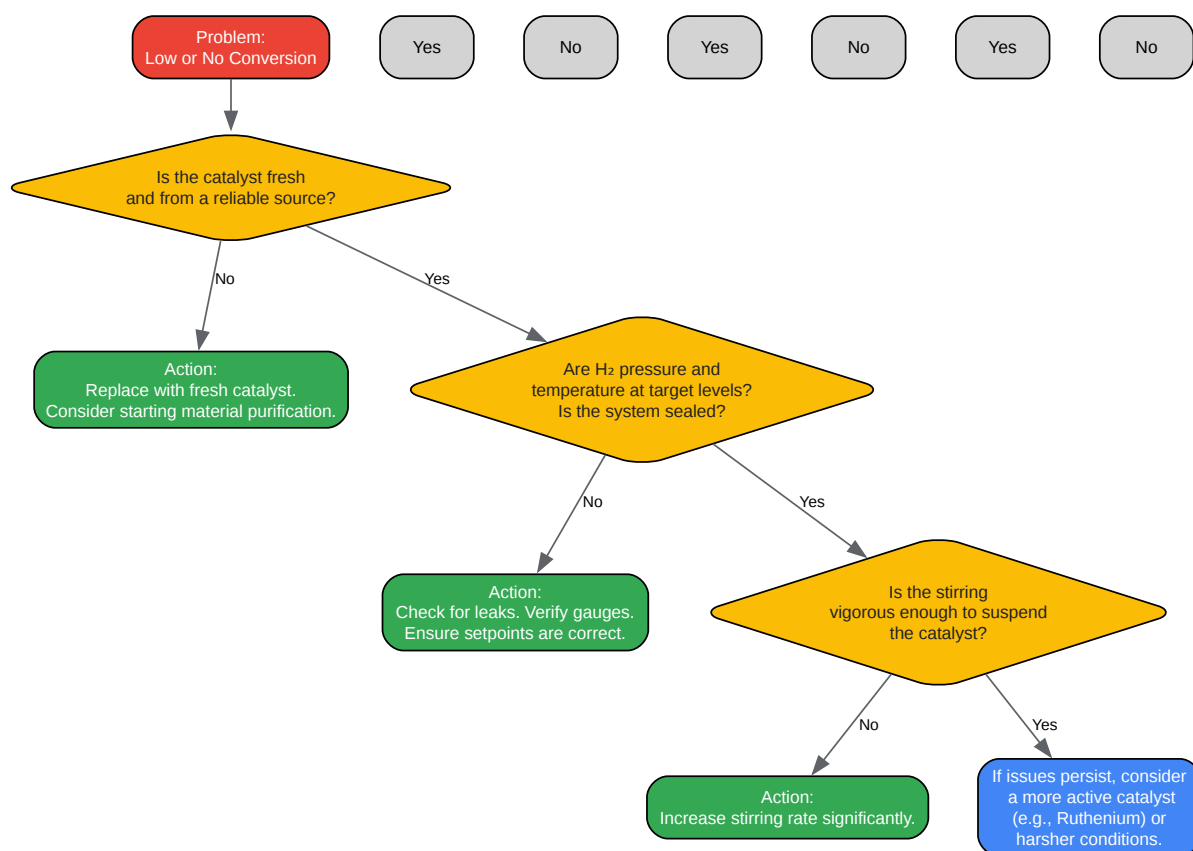 Problem:
Low or No Conversion
Yes
No
Yes
No
Yes
No
Is the catalyst fresh
and from a reliable source?
No
Yes
Action:
Replace with fresh catalyst.
Consider starting material purification.
Are H₂ pressure and
temperature at target levels?
Is the system sealed?
No
Yes
Action:
Check for leaks. Verify gauges.
Ensure setpoints are correct.
Is the stirring
vigorous enough to suspend
the catalyst?
No
Yes
Action:
Increase stirring rate significantly.
If issues persist, consider
a more active catalyst
(e.g., Ruthenium) or
harsher conditions.